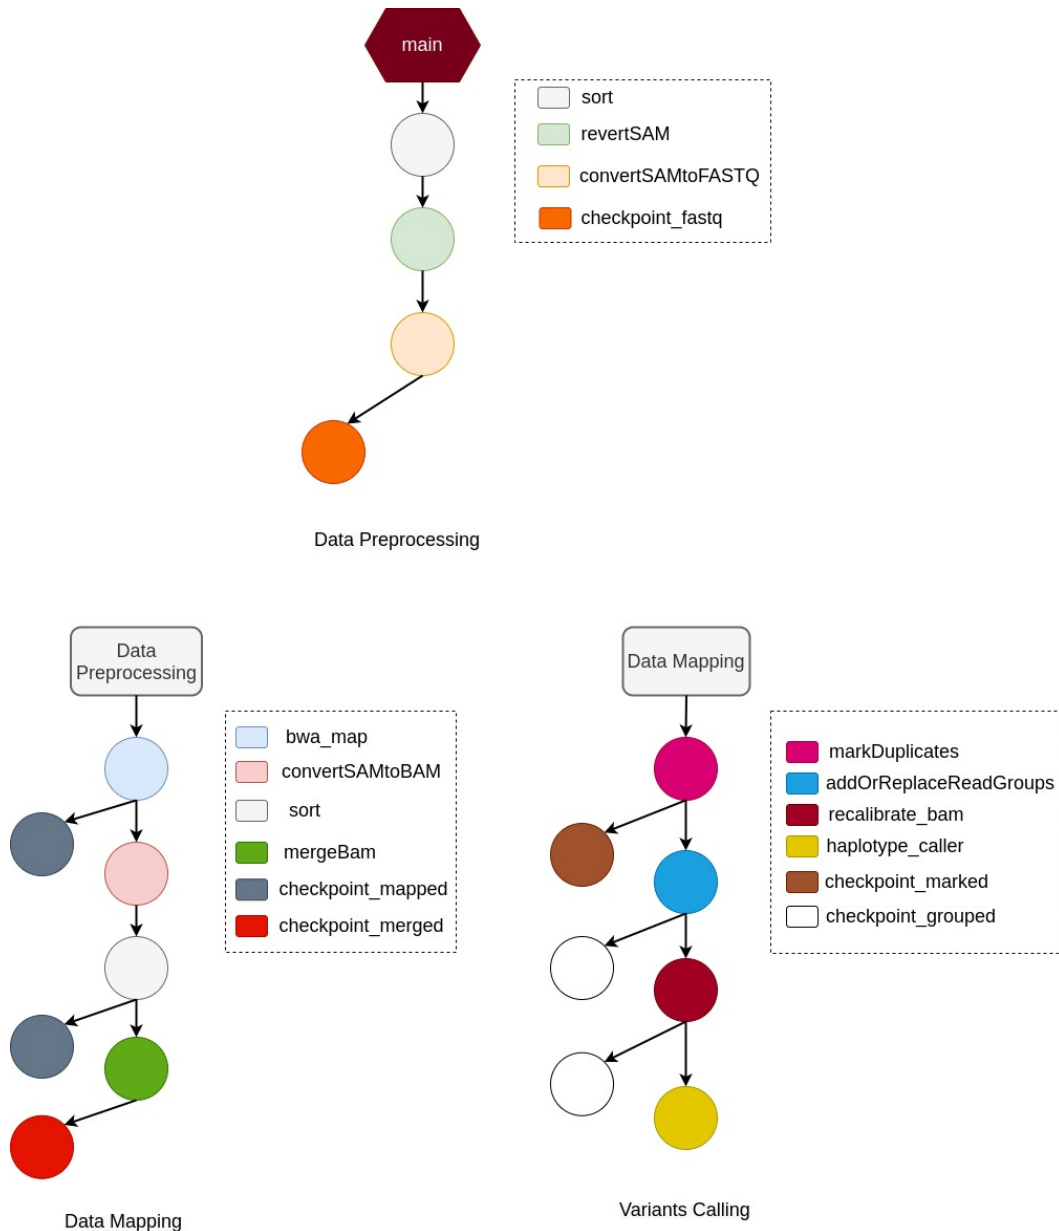 main
sort
revertSAM
convertSAMtoFASTQ
checkpoint_fastq
Data Preprocessing
Data
Preprocessing
bwa_map
convertSAMtoBAM
sort
mergeBam
checkpoint_mapped
checkpoint_merged
Data Mapping
Data Mapping
markDuplicates
addOrReplaceReadGroups
recalibrate_bam
haplotype_caller
checkpoint_marked
checkpoint_grouped
Variants Calling